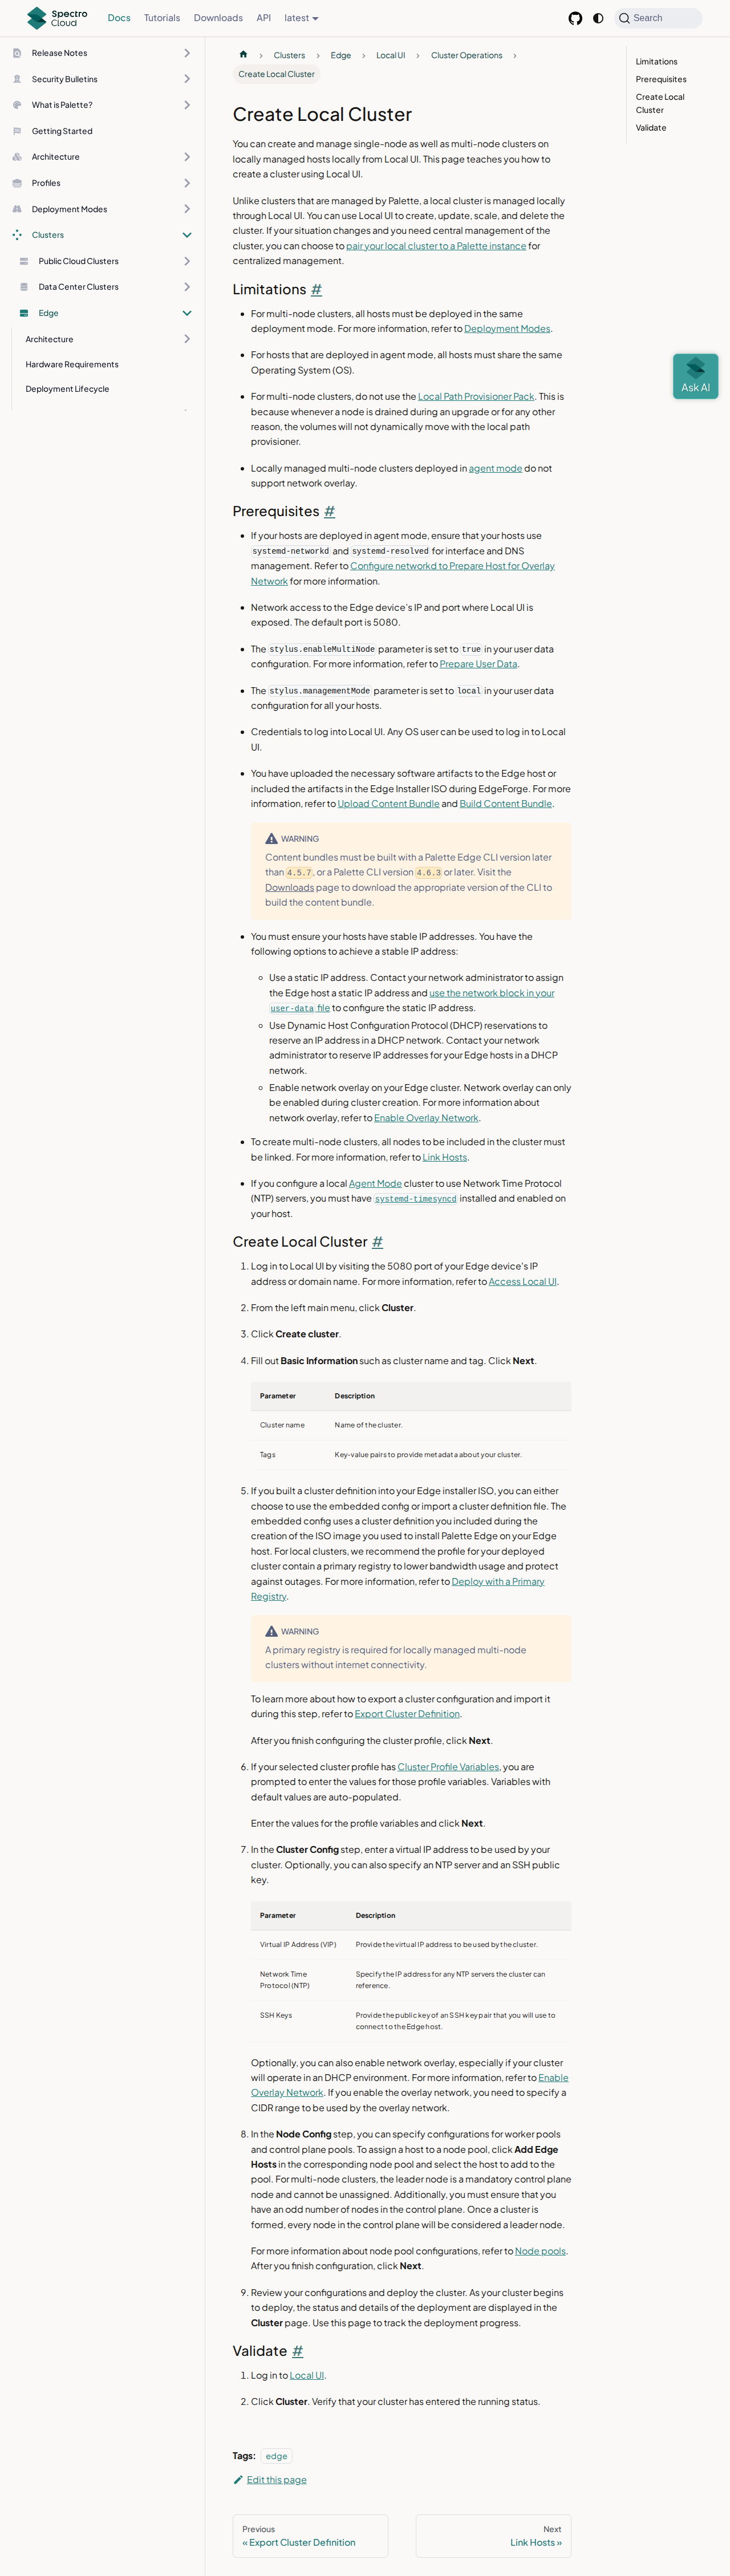 Spectro Cloud
Docs
Tutorials
Downloads
API
latest
Search
Release Notes
Security Bulletins
What is Palette?
Getting Started
Architecture
Profiles
Deployment Modes
Clusters
Public Cloud Clusters
Data Center Clusters
Edge
Architecture
Hardware Requirements
Deployment Lifecycle
Clusters > Edge > Local UI > Cluster Operations >
Create Local Cluster
Limitations
Prerequisites
Create Local
Cluster
Validate
Ask AI
Create Local Cluster
You can create and manage single-node as well as multi-node clusters on
locally managed hosts locally from Local UI. This page teaches you how to
create a cluster using Local UI.
Unlike clusters that are managed by Palette, a local cluster is managed locally
through Local UI. You can use Local UI to create, update, scale, and delete the
cluster. If your situation changes and you need central management of the
cluster, you can choose to pair your local cluster to a Palette instance for
centralized management.
Limitations #
• For multi-node clusters, all hosts must be deployed in the same
deployment mode. For more information, refer to Deployment Modes.
• For hosts that are deployed in agent mode, all hosts must share the same
Operating System (OS).
• For multi-node clusters, do not use the Local Path Provisioner Pack. This is
because whenever a node is drained during an upgrade or for any other
reason, the volumes will not dynamically move with the local path
provisioner.
• Locally managed multi-node clusters deployed in agent mode do not
support network overlay.
Prerequisites #
• If your hosts are deployed in agent mode, ensure that your hosts use
systemd-networkd and systemd-resolved for interface and DNS
management. Refer to Configure networkd to Prepare Host for Overlay
Network for more information.
• Network access to the Edge device's IP and port where Local UI is
exposed. The default port is 5080.
• The stylus.enableMultiNode parameter is set to true in your user data
configuration. For more information, refer to Prepare User Data.
• The stylus.managementMode parameter is set to local in your user data
configuration for all your hosts.
• Credentials to log into Local UI. Any OS user can be used to log in to Local
UI.
• You have uploaded the necessary software artifacts to the Edge host or
included the artifacts in the Edge Installer ISO during EdgeForge. For more
information, refer to Upload Content Bundle and Build Content Bundle.
WARNING
Content bundles must be built with a Palette Edge CLI version later
than 4.5.7, or a Palette CLI version 4.6.3 or later. Visit the
Downloads page to download the appropriate version of the CLI to
build the content bundle.
• You must ensure your hosts have stable IP addresses. You have the
following options to achieve a stable IP address:
◦ Use a static IP address. Contact your network administrator to assign
the Edge host a static IP address and use the network block in your
user-data file to configure the static IP address.
◦ Use Dynamic Host Configuration Protocol (DHCP) reservations to
reserve an IP address in a DHCP network. Contact your network
administrator to reserve IP addresses for your Edge hosts in a DHCP
network.
◦ Enable network overlay on your Edge cluster. Network overlay can only
be enabled during cluster creation. For more information about
network overlay, refer to Enable Overlay Network.
• To create multi-node clusters, all nodes to be included in the cluster must
be linked. For more information, refer to Link Hosts.
• If you configure a local Agent Mode cluster to use Network Time Protocol
(NTP) servers, you must have systemd-timesyncd installed and enabled on
your host.
Create Local Cluster #
1. Log in to Local UI by visiting the 5080 port of your Edge device's IP
address or domain name. For more information, refer to Access Local UI.
2. From the left main menu, click Cluster.
3. Click Create cluster.
4. Fill out Basic Information such as cluster name and tag. Click Next.
Parameter Description
Cluster name Name of the cluster.
Tags Key-value pairs to provide metadata about your cluster.
5. If you built a cluster definition into your Edge installer ISO, you can either
choose to use the embedded config or import a cluster definition file. The
embedded config uses a cluster definition you included during the
creation of the ISO image you used to install Palette Edge on your Edge
host. For local clusters, we recommend the profile for your deployed
cluster contain a primary registry to lower bandwidth usage and protect
against outages. For more information, refer to Deploy with a Primary
Registry.
WARNING
A primary registry is required for locally managed multi-node
clusters without internet connectivity.
To learn more about how to export a cluster configuration and import it
during this step, refer to Export Cluster Definition.
After you finish configuring the cluster profile, click Next.
6. If your selected cluster profile has Cluster Profile Variables, you are
prompted to enter the values for those profile variables. Variables with
default values are auto-populated.
Enter the values for the profile variables and click Next.
7. In the Cluster Config step, enter a virtual IP address to be used by your
cluster. Optionally, you can also specify an NTP server and an SSH public
key.
Parameter Description
Virtual IP Address (VIP) Provide the virtual IP address to be used by the cluster.
Network Time Protocol (NTP) Specify the IP address for any NTP servers the cluster can reference.
SSH Keys Provide the public key of an SSH key pair that you will use to connect to the Edge host.
Optionally, you can also enable network overlay, especially if your cluster
will operate in an DHCP environment. For more information, refer to Enable
Overlay Network. If you enable the overlay network, you need to specify a
CIDR range to be used by the overlay network.
8. In the Node Config step, you can specify configurations for worker pools
and control plane pools. To assign a host to a node pool, click Add Edge
Hosts in the corresponding node pool and select the host to add to the
pool. For multi-node clusters, the leader node is a mandatory control plane
node and cannot be unassigned. Additionally, you must ensure that you
have an odd number of nodes in the control plane. Once a cluster is
formed, every node in the control plane will be considered a leader node.
For more information about node pool configurations, refer to Node pools.
After you finish configuration, click Next.
9. Review your configurations and deploy the cluster. As your cluster begins
to deploy, the status and details of the deployment are displayed in the
Cluster page. Use this page to track the deployment progress.
Validate #
1. Log in to Local UI.
2. Click Cluster. Verify that your cluster has entered the running status.
Tags: edge
Edit this page
Previous
« Export Cluster Definition
Next
Link Hosts »